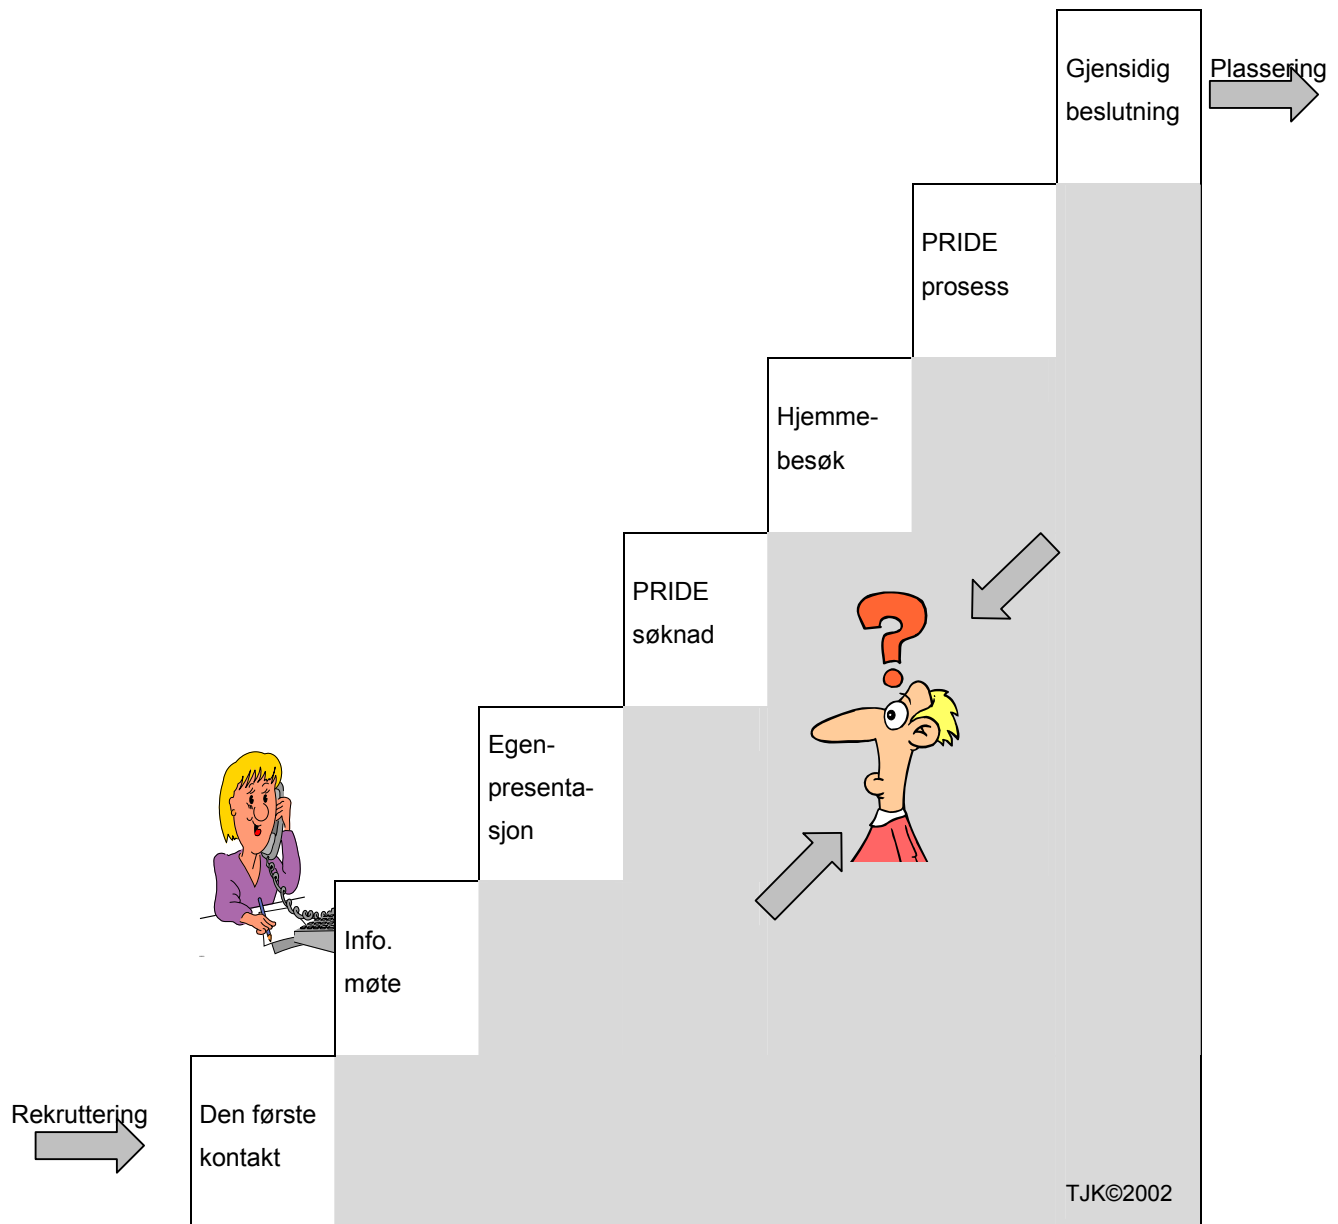 Gjensidig
beslutning
Plassering
PRIDE
prosess
Hjemme-
besøk
PRIDE
søknad
Egen-
presenta-
sjon
Info.
møte
Rekruttering
Den første
kontakt
TJK©2002